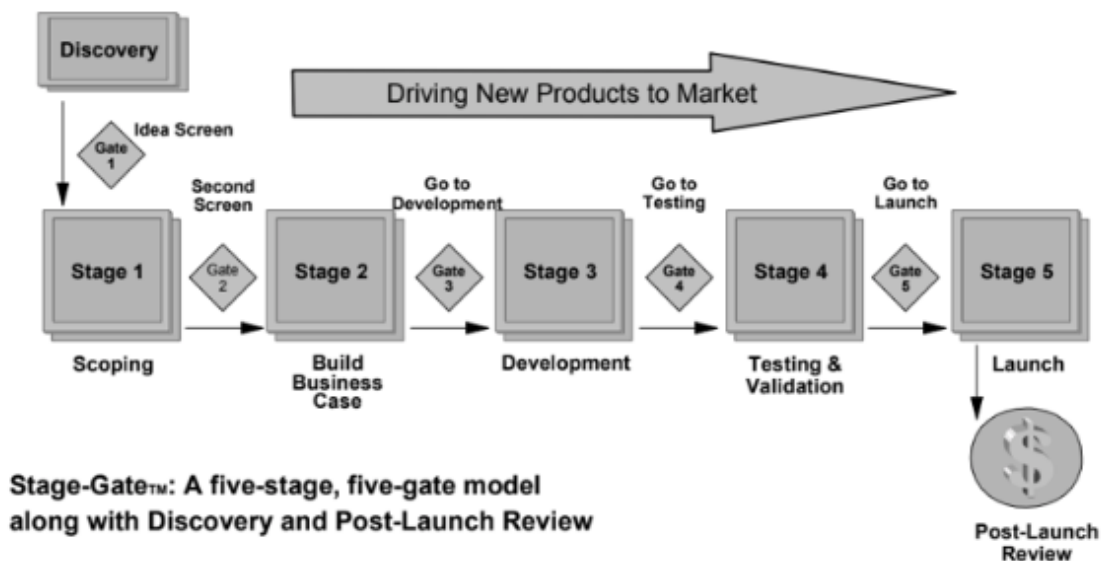 Discovery
Driving New Products to Market
Idea Screen
Gate
1
Second
Screen
Go to
Development
Go to
Testing
Go to
Launch
Stage 1
Gate
2
Stage 2
Gate
3
Stage 3
Gate
4
Stage 4
Gate
5
Stage 5
Scoping
Build
Business
Case
Development
Testing &
Validation
Launch
$
Stage-Gate™: A five-stage, five-gate model
along with Discovery and Post-Launch Review
Post-Launch
Review